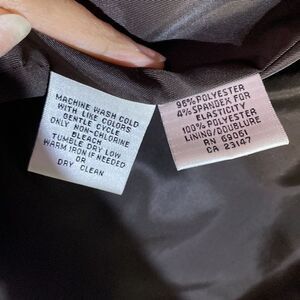 MACHINE WASH COLD
WITH LIKE COLORS
GENTLE CYCLE
ONLY NON-CHLORINE
BLEACH
TUMBLE DRY LOW
WARM IRON IF NEEDED
OR
DRY CLEAN
96% POLYESTER
4% SPANDEX FOR
ELASTICITY
100% POLYESTER
LINING/DOUBLURE
RN 69051
CA 23147